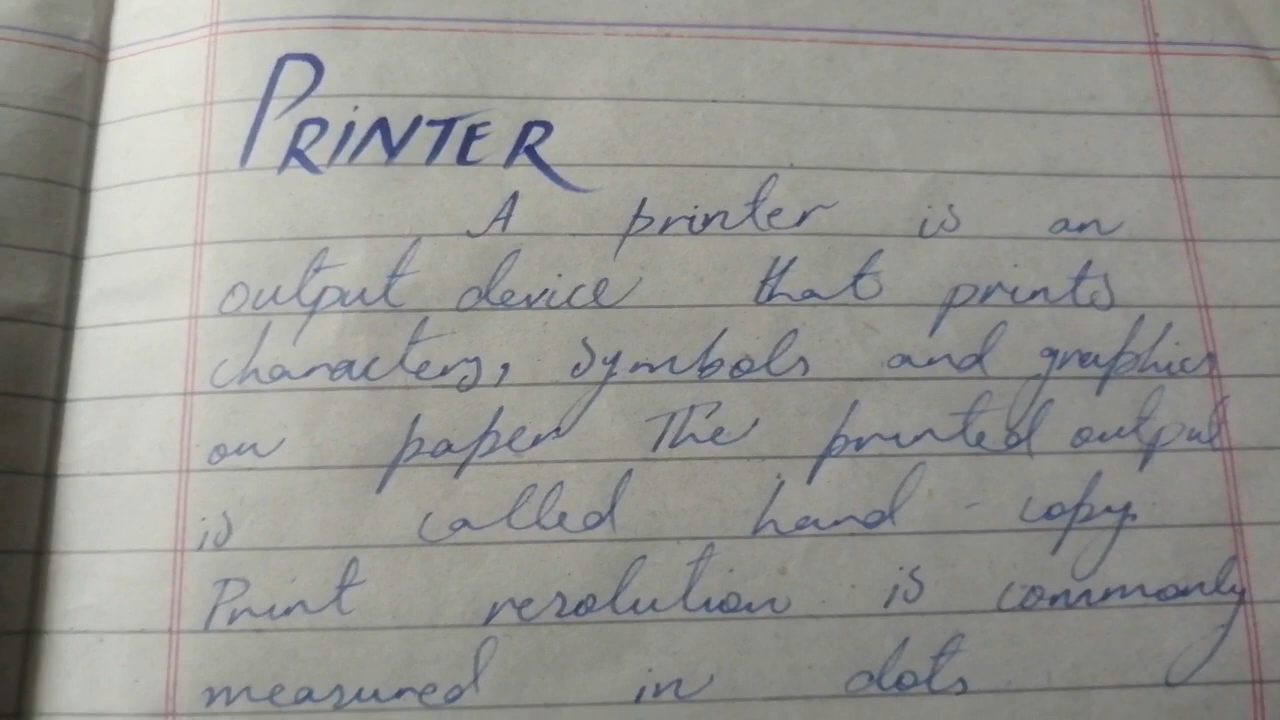 PRINTER
A printer is an
output device that prints
characters, symbols and graphics
on paper The printed output
is called hard - copy.
Print resolution is commonly
measured in dots